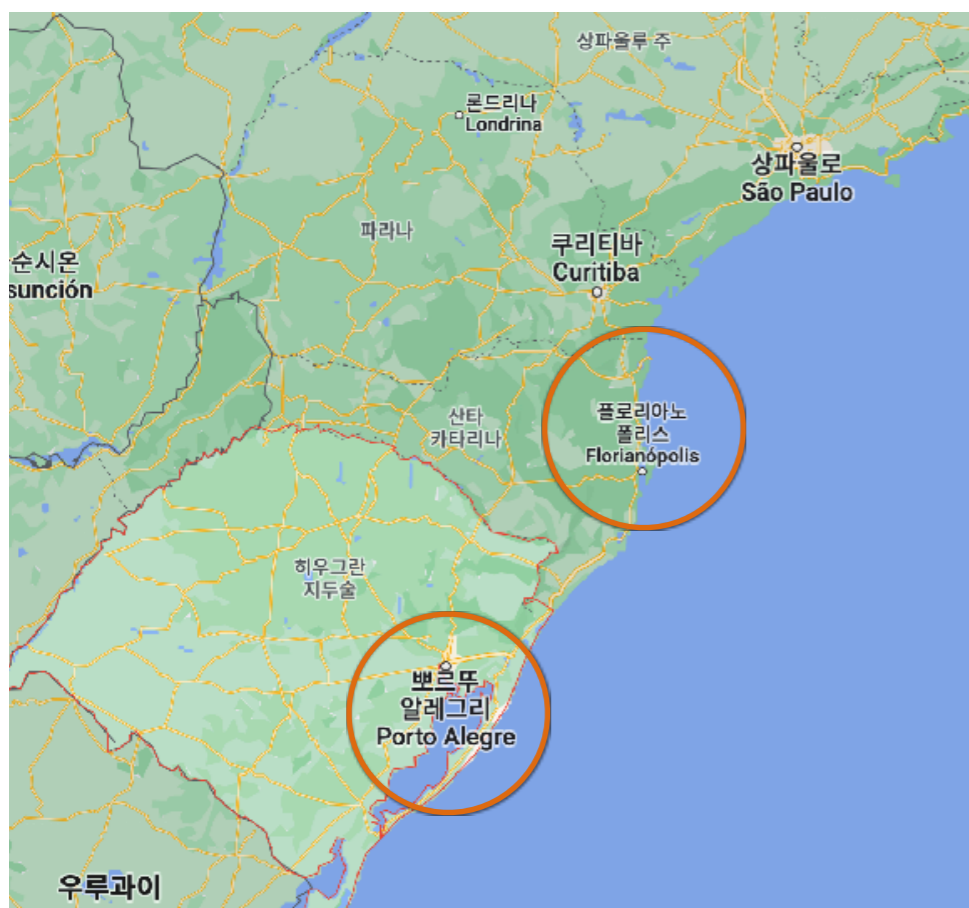 상파울루 주
론드리나
Londrina
상파울로
São Paulo
파라나
쿠리티바
Curitiba
순시온
sunción
플로리아노
폴리스
Florianópolis
산타
카타리나
히우그란
지두술
뽀르뚜
알레그리
Porto Alegre
우루과이